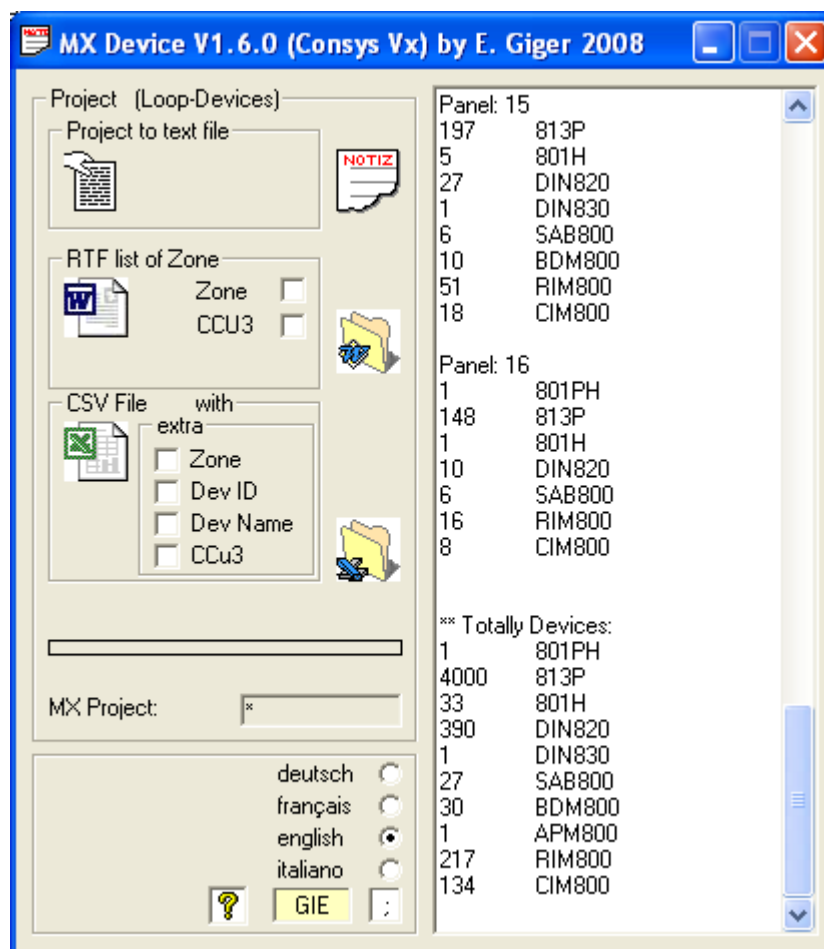 MX Device V1.6.0 (Consys Vx) by E. Giger 2008
Project (Loop-Devices)
Project to text file
NOTIZ
RTF list of Zone
Zone
CCU3
CSV File with
extra
Zone
Dev ID
Dev Name
CCu3
MX Project: *
deutsch
français
english
italiano
? GIE ;
Panel: 15
197 813P
5 801H
27 DIN820
1 DIN830
6 SAB800
10 BDM800
51 RIM800
18 CIM800
Panel: 16
1 801PH
148 813P
1 801H
10 DIN820
6 SAB800
16 RIM800
8 CIM800
** Totally Devices:
1 801PH
4000 813P
33 801H
390 DIN820
1 DIN830
27 SAB800
30 BDM800
1 APM800
217 RIM800
134 CIM800